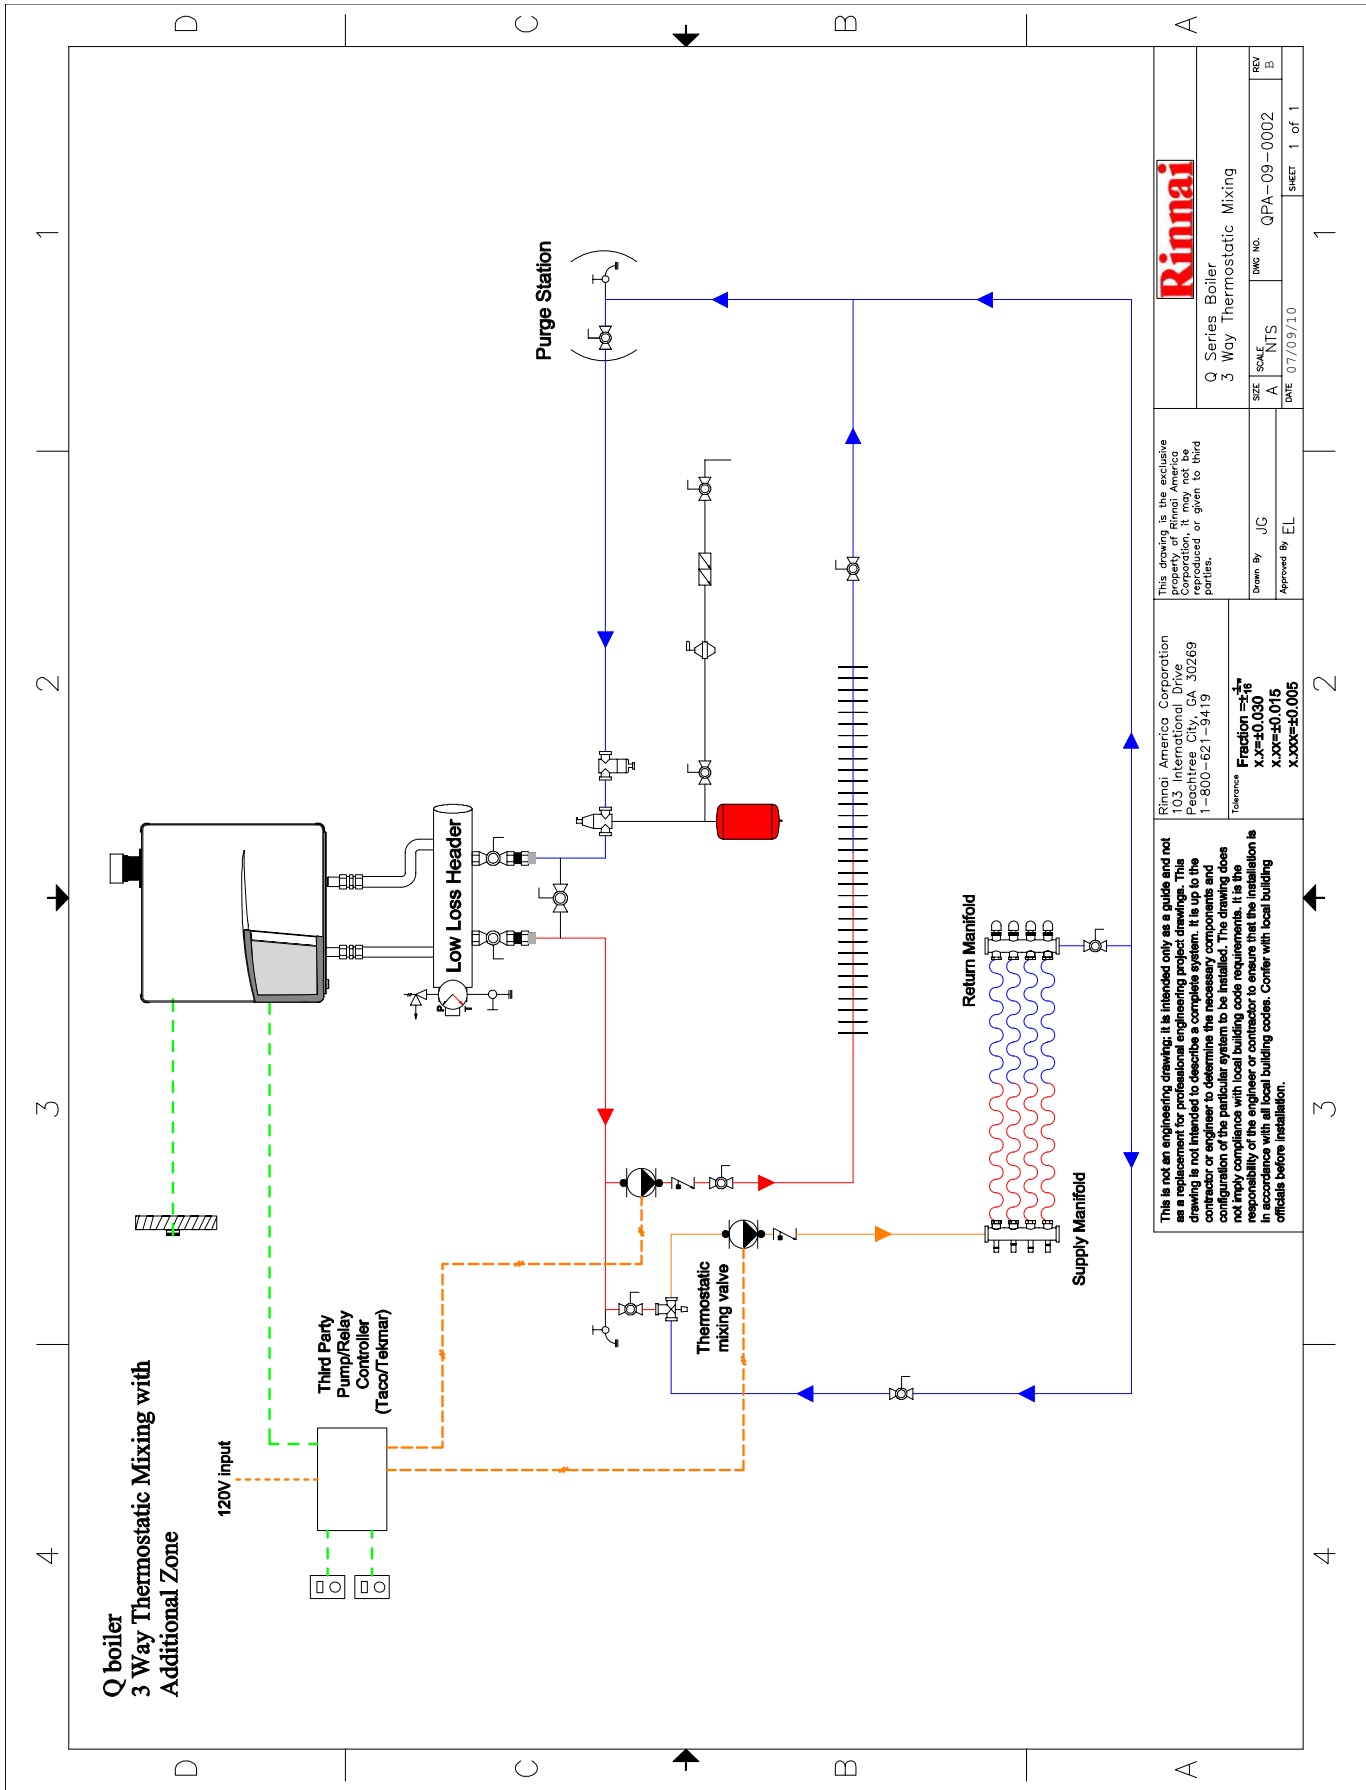 Q boiler
3 Way Thermostatic Mixing with
Additional Zone
120V input
Third Party
Pump/Relay
Controller
(Taco/Tekmar)
Low Loss Header
P
T
Purge Station
Thermostatic
mixing valve
Supply Manifold
Return Manifold
4
3
2
1
4
3
2
1
D
C
B
A
D
C
B
A
This is not an engineering drawing; it is intended only as a guide and not
as a replacement for professional engineering project drawings. This
drawing is not intended to describe a complete system. It is up to the
contractor or engineer to determine the necessary components and
configuration of the particular system to be installed. The drawing does
not imply compliance with local building code requirements. It is the
responsibility of the engineer or contractor to ensure that the installation is
in accordance with all local building codes. Confer with local building
officials before installation.
Rinnai America Corporation
103 International Drive
Peachtree City, GA 30269
1-800-621-9419
Tolerance
Fraction =±1/16"
X.X=±0.030
X.XX=±0.015
X.XXX=±0.005
This drawing is the exclusive
property of Rinnai America
Corporation, it may not be
reproduced or given to third
parties.
Drawn By JG
Approved By EL
Rinnai
Q Series Boiler
3 Way Thermostatic Mixing
SIZE A
SCALE NTS
DWG NO. QPA-09-0002
REV B
DATE 07/09/10
SHEET 1 of 1